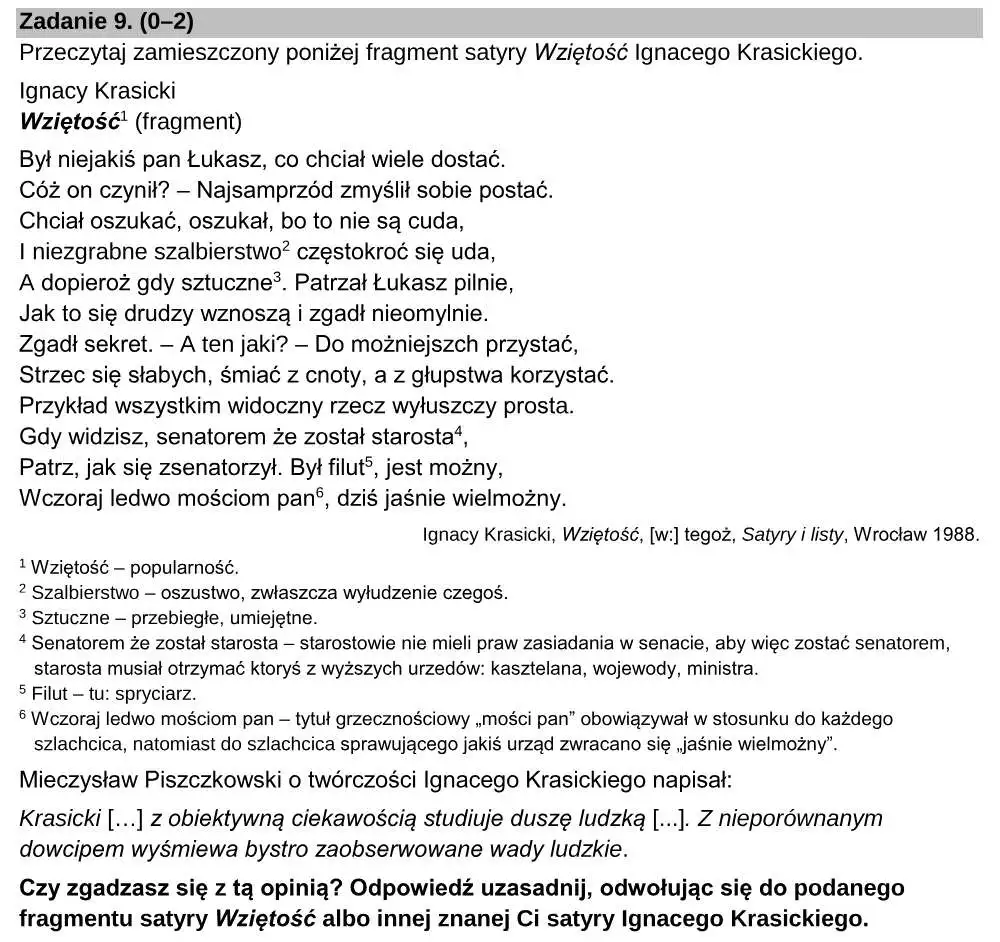 Zadanie 9. (0–2)
Przeczytaj zamieszczony poniżej fragment satyry Wziętość Ignacego Krasickiego.
Ignacy Krasicki
Wziętość¹ (fragment)
Był niejakiś pan Łukasz, co chciał wiele dostać.
Cóż on czynił? – Najsamprzód zmyślił sobie postać.
Chciał oszukać, oszukał, bo to nie są cuda,
I niezgrabne szalbierstwo² częstokroć się uda,
A dopieroż gdy sztuczne³. Patrzał Łukasz pilnie,
Jak to się drudzy wznoszą i zgadł nieomylnie.
Zgadł sekret. – A ten jaki? – Do możniejszch przystać,
Strzec się słabych, śmiać z cnoty, a z głupstwa korzystać.
Przykład wszystkim widoczny rzecz wyłuszczy prosta.
Gdy widzisz, senatorem że został starosta⁴,
Patrz, jak się zsenatorzył. Był filut⁵, jest możny,
Wczoraj ledwo mościom pan⁶, dziś jaśnie wielmożny.
Ignacy Krasicki, Wziętość, [w:] tegoż, Satyry i listy, Wrocław 1988.
¹ Wziętość – popularność.
² Szalbierstwo – oszustwo, zwłaszcza wyłudzenie czegoś.
³ Sztuczne – przebiegłe, umiejętne.
⁴ Senatorem że został starosta – starostowie nie mieli praw zasiadania w senacie, aby więc zostać senatorem,
starosta musiał otrzymać ktoryś z wyższych urzedów: kasztelana, wojewody, ministra.
⁵ Filut – tu: spryciarz.
⁶ Wczoraj ledwo mościom pan – tytuł grzecznościowy „mości pan” obowiązywał w stosunku do każdego
szlachcica, natomiast do szlachcica sprawującego jakiś urząd zwracano się „jaśnie wielmożny”.
Mieczysław Piszczkowski o twórczości Ignacego Krasickiego napisał:
Krasicki […] z obiektywną ciekawością studiuje duszę ludzką [...]. Z nieporównanym
dowcipem wyśmiewa bystro zaobserwowane wady ludzkie.
Czy zgadzasz się z tą opinią? Odpowiedź uzasadnij, odwołując się do podanego
fragmentu satyry Wziętość albo innej znanej Ci satyry Ignacego Krasickiego.